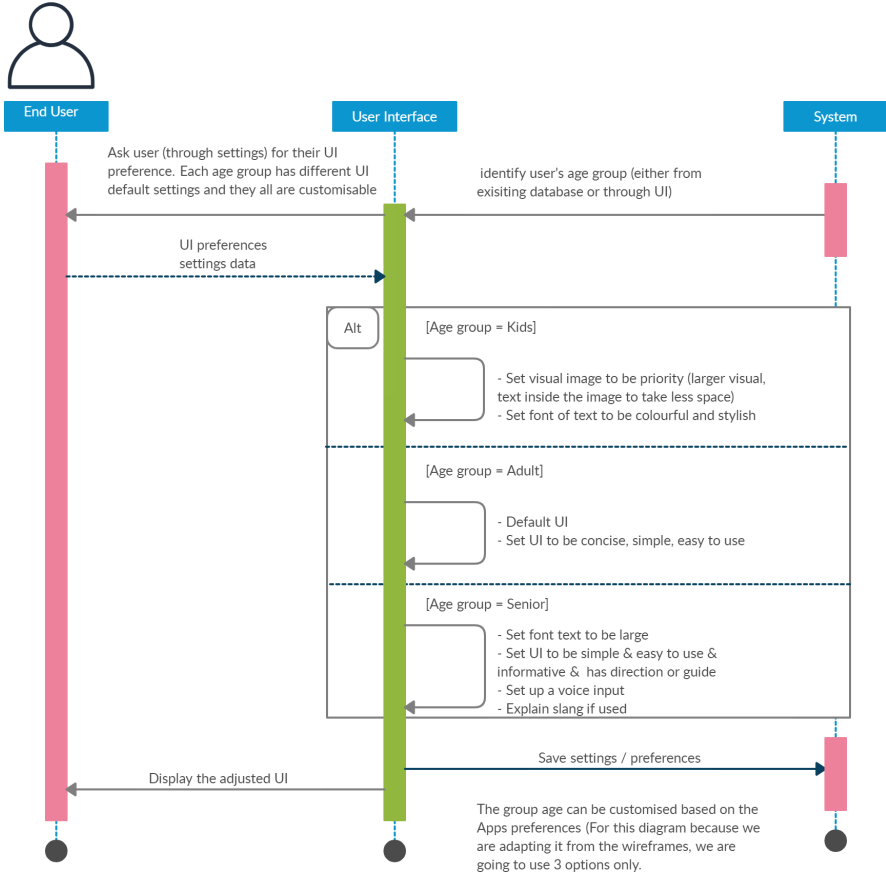 End User
User Interface
System
Ask user (through settings) for their UI
preference. Each age group has different UI
default settings and they all are customisable
identify user's age group (either from
exisiting database or through UI)
UI preferences
settings data
Alt
[Age group = Kids]
- Set visual image to be priority (larger visual,
text inside the image to take less space)
- Set font of text to be colourful and stylish
[Age group = Adult]
- Default UI
- Set UI to be concise, simple, easy to use
[Age group = Senior]
- Set font text to be large
- Set UI to be simple & easy to use &
informative & has direction or guide
- Set up a voice input
- Explain slang if used
Save settings / preferences
Display the adjusted UI
The group age can be customised based on the
Apps preferences (For this diagram because we
are adapting it from the wireframes, we are
going to use 3 options only.